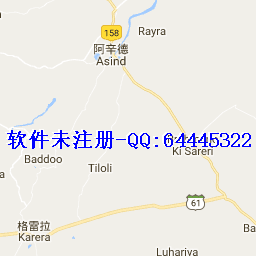 158
Rayra
阿辛德
Asind
软件未注册-QQ:64445322
Ki Sareri
Baddoo
Tiloli
61
格雷拉
Karera
Ba
Luhariya